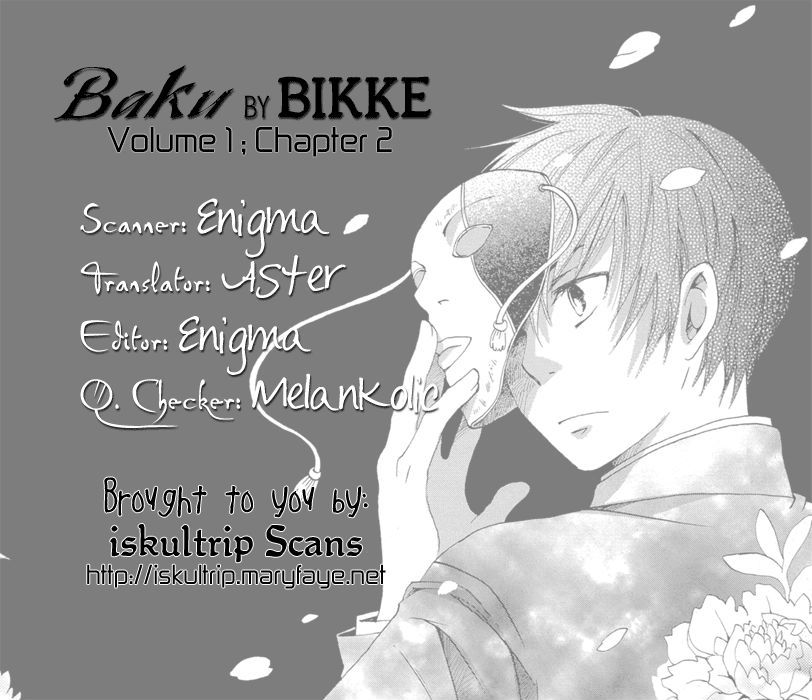 Baku BY BIKKE
Volume 1 ; Chapter 2
Scanner: Enigma
Translator: Aster
Editor: Enigma
Q. Checker: Melankolic
Brought to you by:
iskultrip Scans
http://iskultrip.maryfaye.net